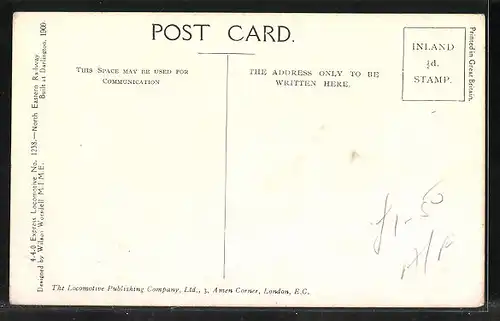 POST CARD.
THIS SPACE MAY BE USED FOR
COMMUNICATION
THE ADDRESS ONLY TO BE
WRITTEN HERE.
INLAND
½d.
STAMP.
Printed in Great Britain.
4-4-0 Express Locomotive No. 1238.—North Eastern Railway
Designed by Wilson Worsdell M.I.M.E. Built at Darlington, 1909
The Locomotive Publishing Company, Ltd., 3, Amen Corner, London, E.C.